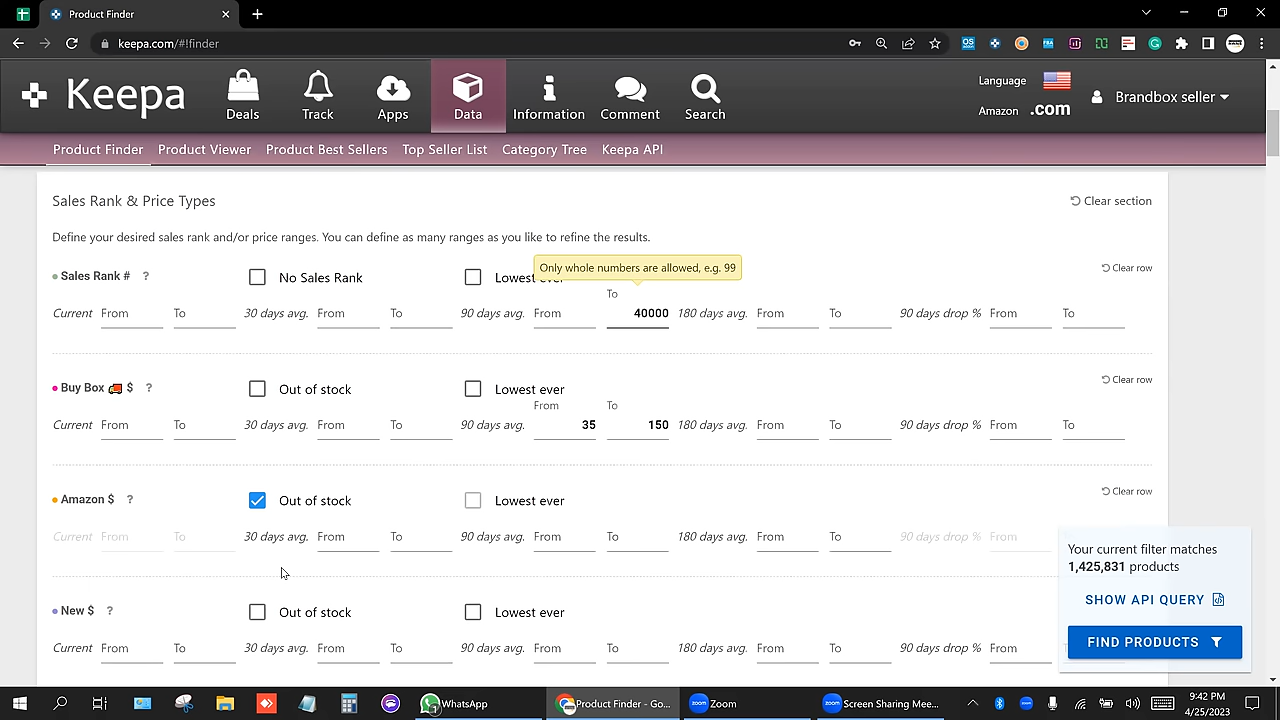 Product Finder
keepa.com/#!finder
Keepa
Deals
Track
Apps
Data
Information
Comment
Search
Language
Amazon .com
Brandbox seller
Product Finder Product Viewer Product Best Sellers Top Seller List Category Tree Keepa API
Sales Rank & Price Types
Clear section
Define your desired sales rank and/or price ranges. You can define as many ranges as you like to refine the results.
Only whole numbers are allowed, e.g. 99
Sales Rank # ? No Sales Rank Lowest ever Clear row
To
Current From To 30 days avg. From To 90 days avg. From 40000 180 days avg. From To 90 days drop % From To
Buy Box $ ? Out of stock Lowest ever Clear row
From To
Current From To 30 days avg. From To 90 days avg. 35 150 180 days avg. From To 90 days drop % From To
Amazon $ ? Out of stock Lowest ever Clear row
Current From To 30 days avg. From To 90 days avg. From To 180 days avg. From To 90 days drop % From
New $ ? Out of stock Lowest ever
Current From To 30 days avg. From To 90 days avg. From To 180 days avg. From To 90 days drop % From
Your current filter matches
1,425,831 products
SHOW API QUERY
FIND PRODUCTS
WhatsApp
Product Finder - Go...
zoom Zoom
zoom Screen Sharing Mee...
9:42 PM
4/25/2023